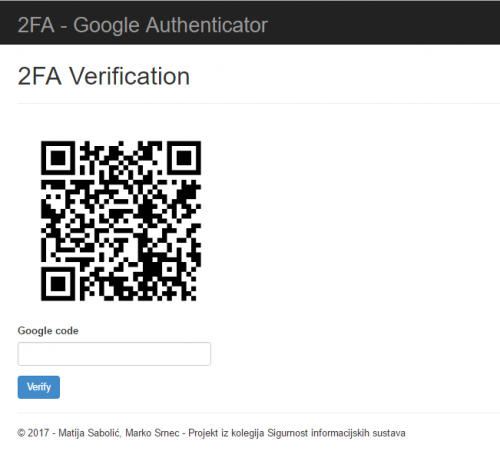 2FA - Google Authenticator
2FA Verification
Google code
Verify
© 2017 - Matija Sabolić, Marko Srnec - Projekt iz kolegija Sigurnost informacijskih sustava